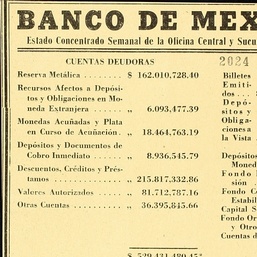 BANCO DE MEX
Estado Concentrado Semanal de la Oficina Central y Sucu
CUENTAS DEUDORAS
Reserva Metálica ........ $ 162.010,728.40
Recursos Afectos a Depósi-
tos y Obligaciones en Mo-
neda Extranjera ........ ,, 6.093,477.39
Monedas Acuñadas y Plata
en Curso de Acuñación. ,, 18.464,763.19
Depósitos y Documentos de
Cobro Inmediato ........ ,, 8.936,545.79
Descuentos, Créditos y Prés-
tamos ................ ,, 215.817,332.86
Valores Autorizados ...... ,, 81.712,787.16
Otras Cuentas .......... ,, 36.395,845.66
2024
Billetes
Emiti-
dos
Depó-
sitos y
Obliga-
ciones a
la Vista
Depósitos
Moned
Fondo
sión
Fondo C
Estabil
Capital S
Fondo Or
y Otro
Cuentas d